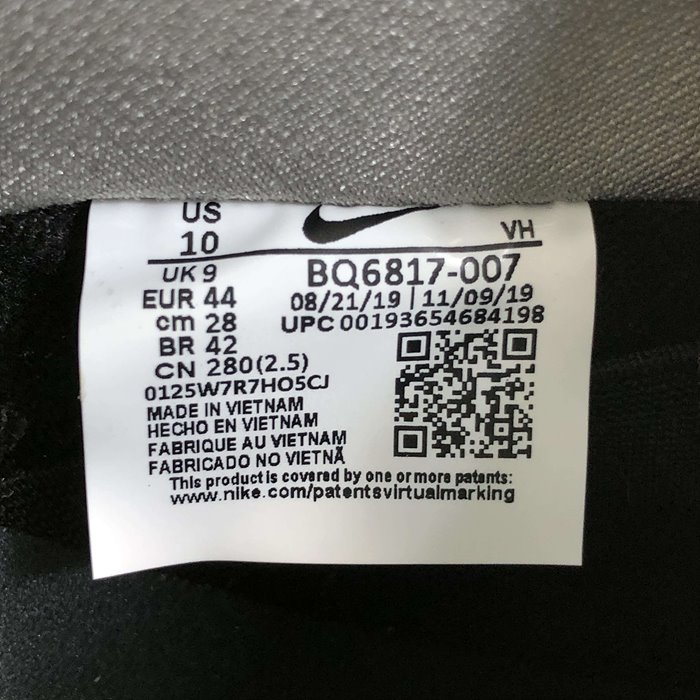 US
10
VH
UK 9
BQ6817-007
EUR 44
08/21/19 | 11/09/19
cm 28
UPC 00193654684198
BR 42
CN 280(2.5)
0125W7R7HO5CJ
MADE IN VIETNAM
HECHO EN VIETNAM
FABRIQUE AU VIETNAM
FABRICADO NO VIETNÃ
This product is covered by one or more patents:
www.nike.com/patentsvirtualmarking